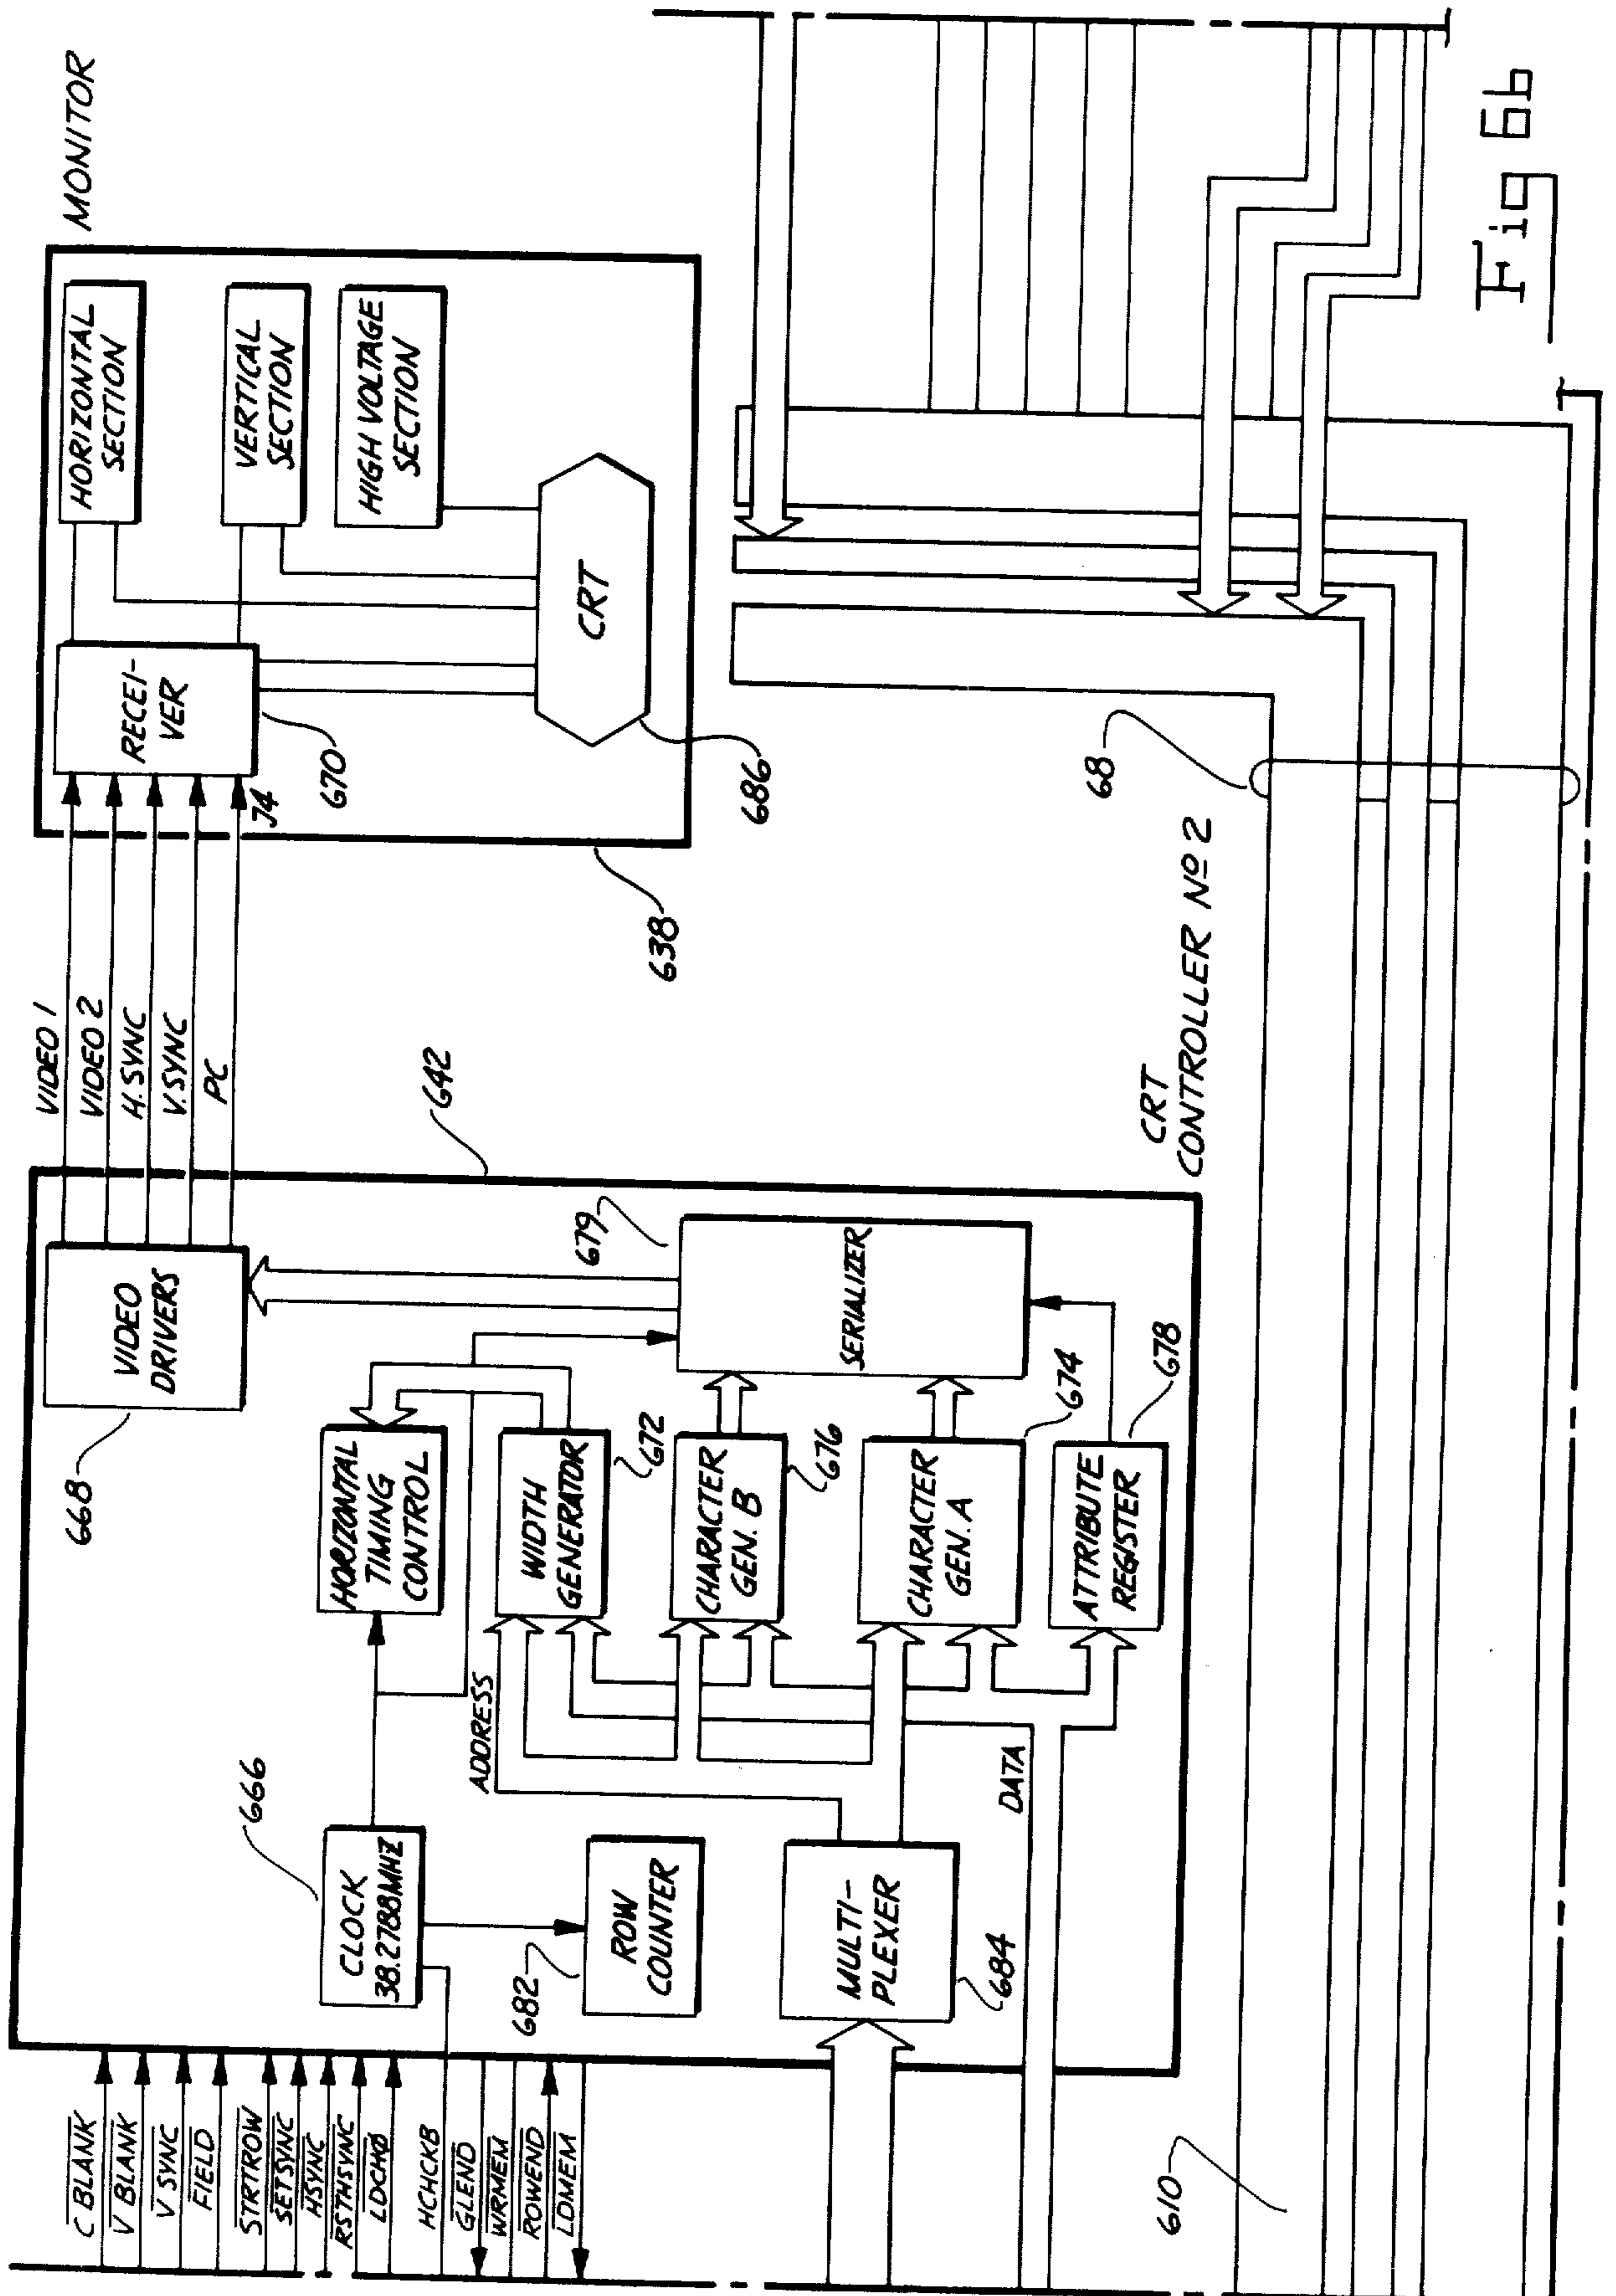 MONITOR
HORIZONTAL
SECTION
VERTICAL
SECTION
HIGH VOLTAGE
SECTION
RECEI-
VER
CRT
74
670
686
638
VIDEO 1
VIDEO 2
H. SYNC
V. SYNC
PC
642
VIDEO
DRIVERS
668
679
SERIALIZER
HORIZONTAL
TIMING
CONTROL
WIDTH
GENERATOR
672
CHARACTER
GEN. B
676
CHARACTER
GEN. A
674
ATTRIBUTE
REGISTER
678
ADDRESS
DATA
666
CLOCK
38.2788MHZ
682
ROW
COUNTER
MULTI-
PLEXER
684
C BLANK
V BLANK
V SYNC
FIELD
STRTROW
SETSYNC
HSYNC
RSTHSYNC
LDCHØ
HCHCKB
GLEND
WRMEM
ROWEND
LDMEM
CRT
CONTROLLER Nº 2
68
610
Fig 6b